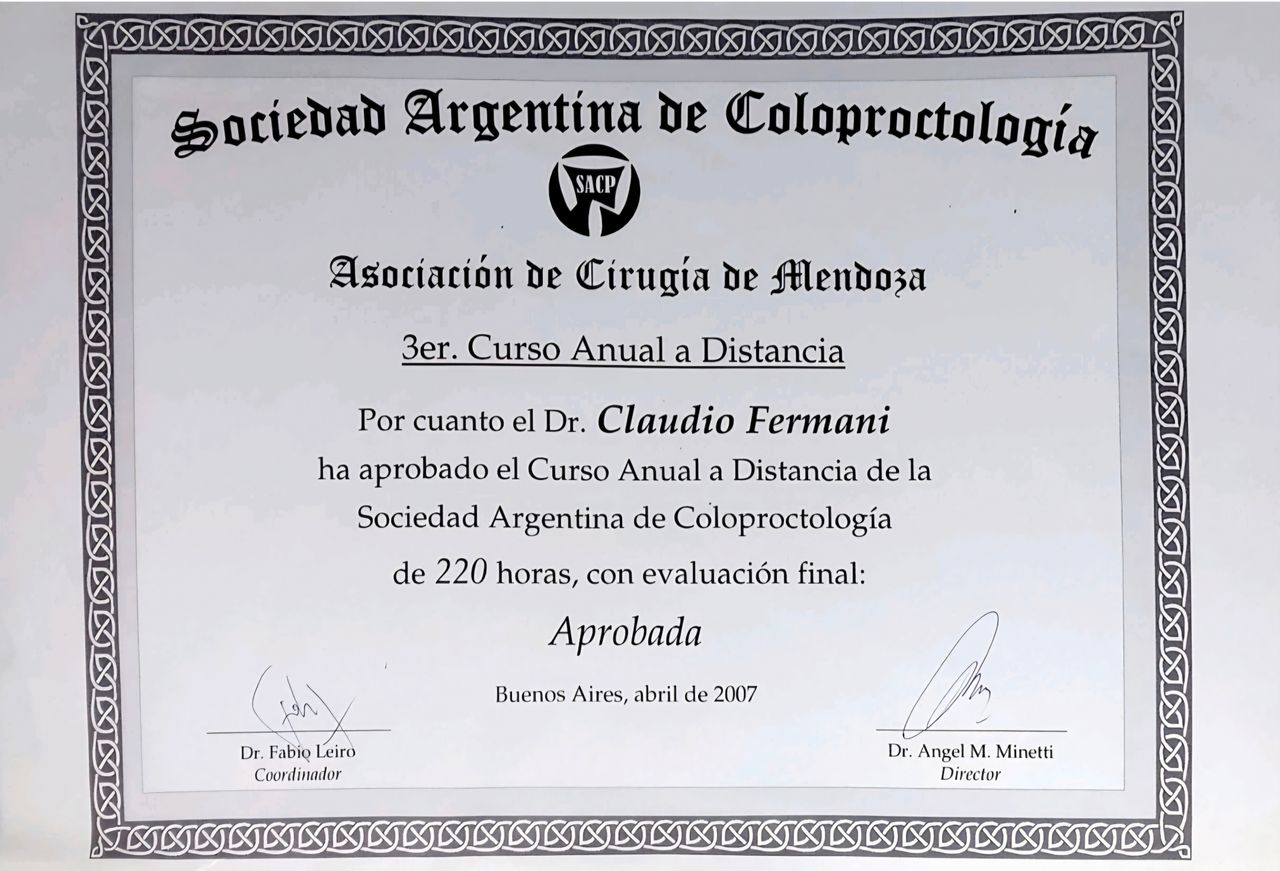 Sociedad Argentina de Coloproctología
SACP
Asociación de Cirugía de Mendoza
3er. Curso Anual a Distancia
Por cuanto el Dr. Claudio Fermani
ha aprobado el Curso Anual a Distancia de la
Sociedad Argentina de Coloproctología
de 220 horas, con evaluación final:
Aprobada
Buenos Aires, abril de 2007
Dr. Fabio Leiro
Coordinador
Dr. Angel M. Minetti
Director